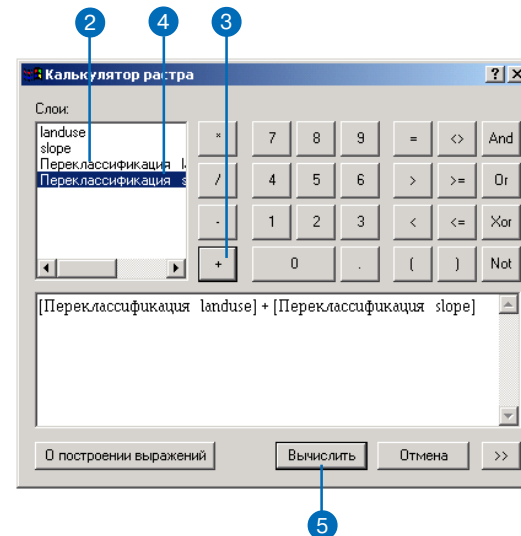 2 4 3
Калькулятор растра ? ×
Слои:
landuse
slope
Переклассификация l
Переклассификация s
* 7 8 9 = <> And
/ 4 5 6 > >= Or
- 1 2 3 < <= Xor
+ 0 . ( ) Not
[Переклассификация landuse] + [Переклассификация slope]
О построении выражений Вычислить Отмена >>
5